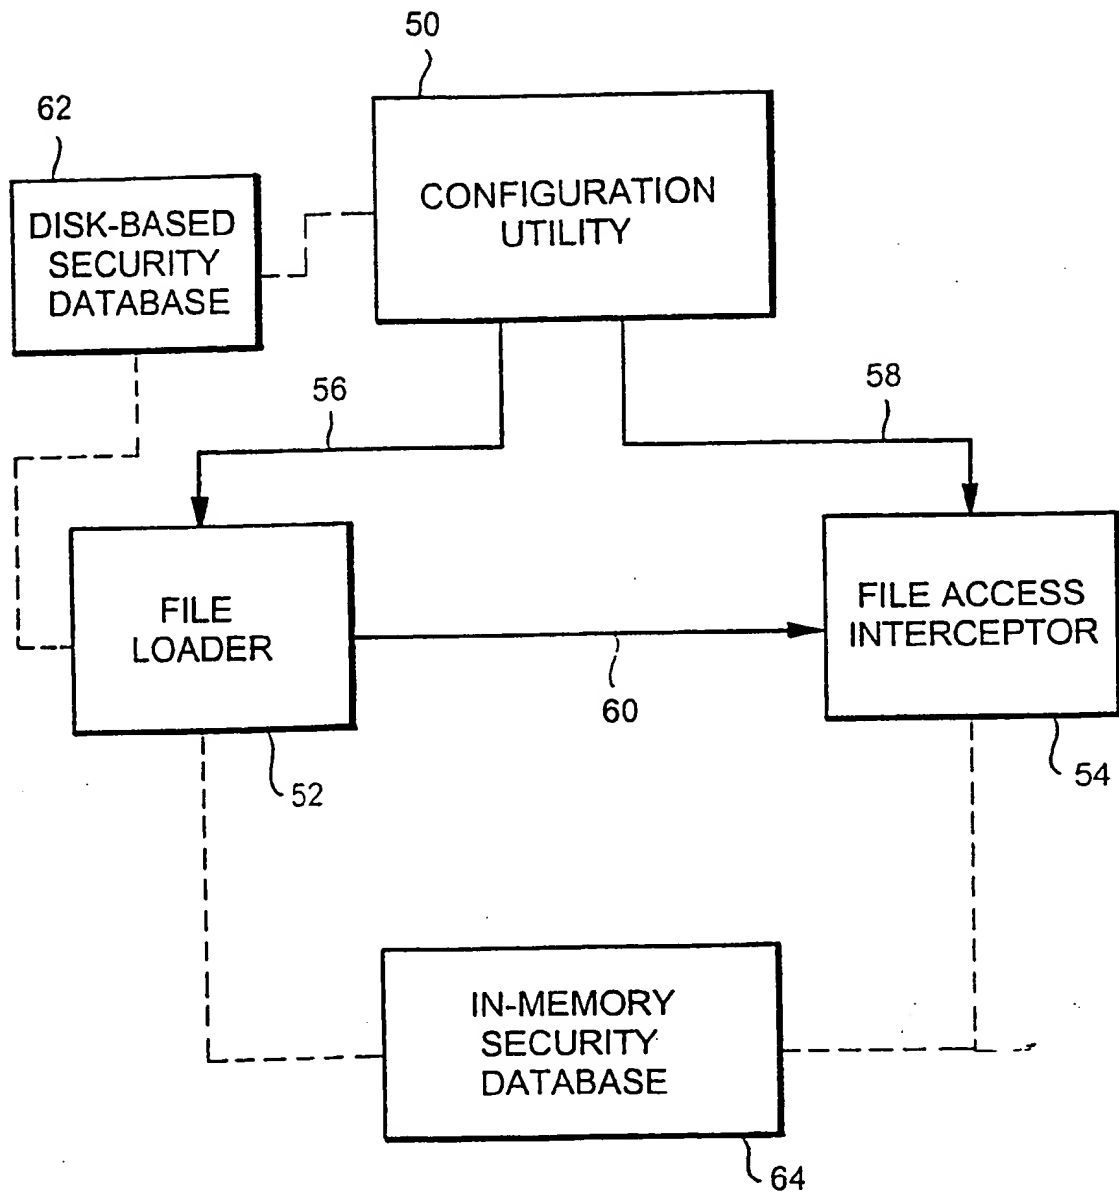 50
62
CONFIGURATION
UTILITY
DISK-BASED
SECURITY
DATABASE
56
58
FILE
LOADER
FILE ACCESS
INTERCEPTOR
60
52
54
IN-MEMORY
SECURITY
DATABASE
64